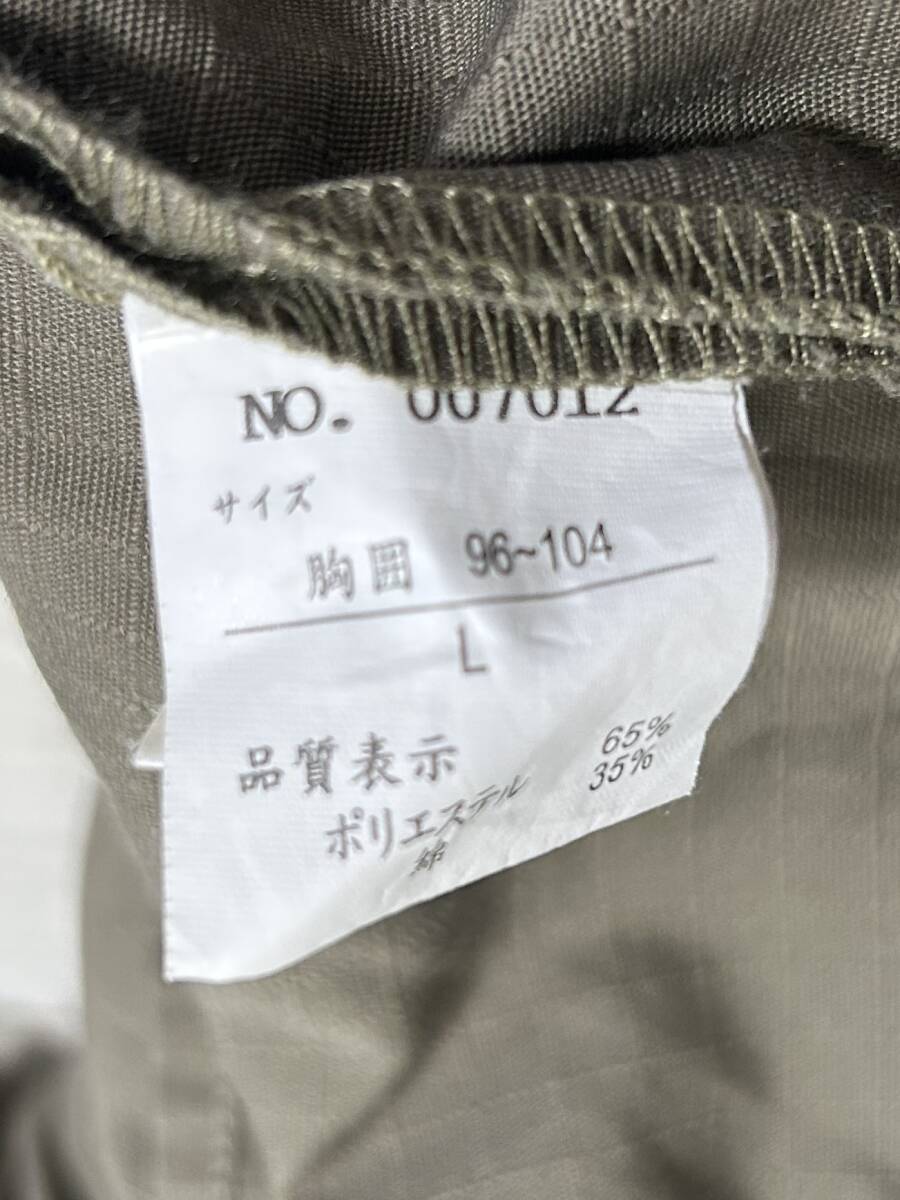 NO. 007012
サイズ
胸囲 96~104
L
品質表示
ポリエステル 65%
綿 35%